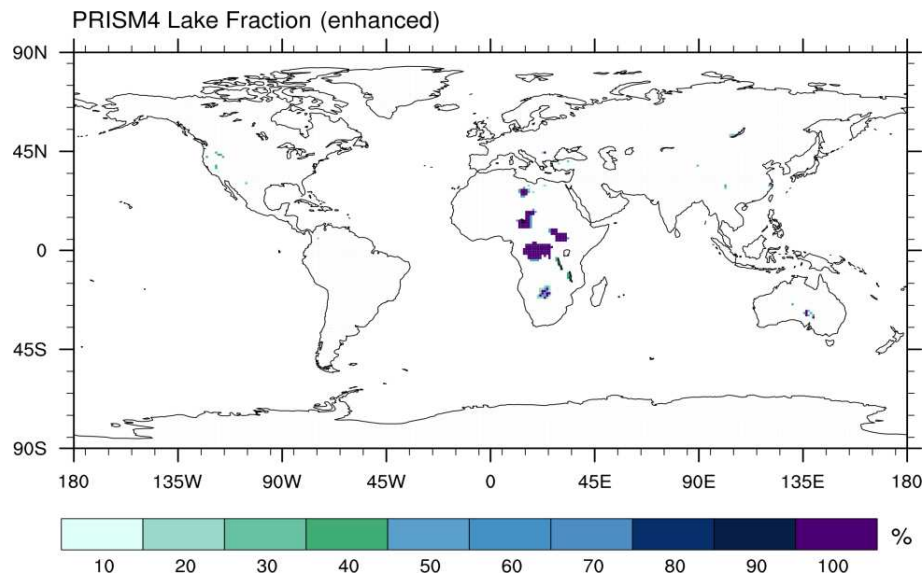 PRISM4 Lake Fraction (enhanced)
90N
45N
0
45S
90S
180 135W 90W 45W 0 45E 90E 135E 180
%
10 20 30 40 50 60 70 80 90 100